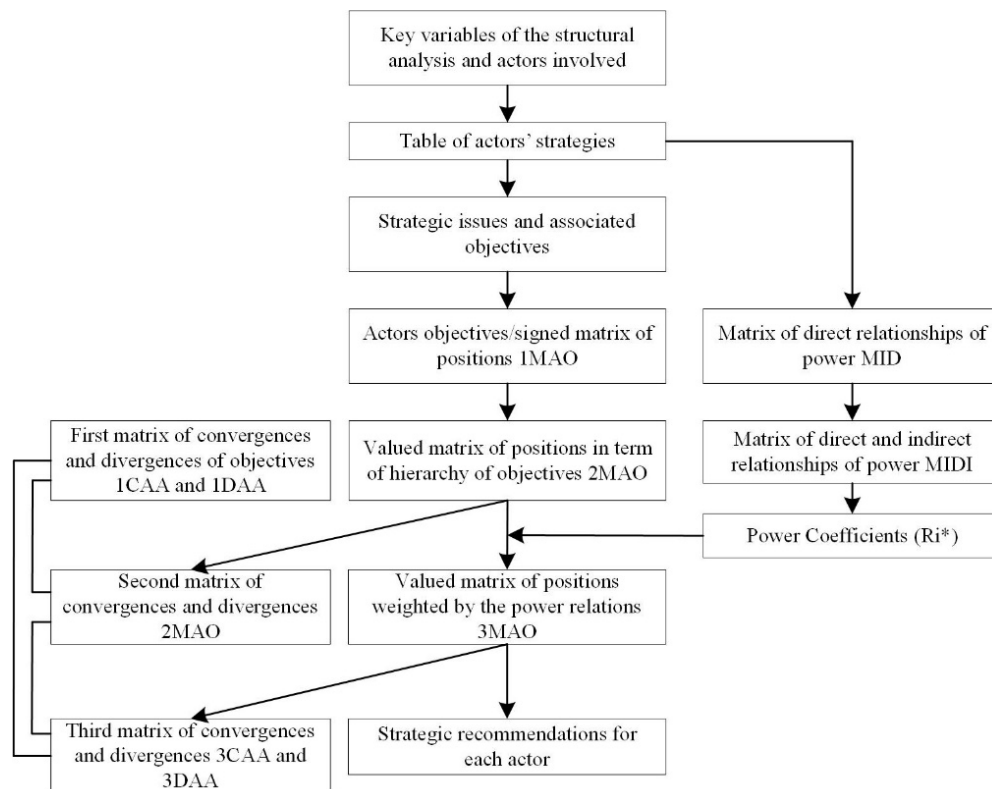 Key variables of the structural
analysis and actors involved
Table of actors’ strategies
Strategic issues and associated
objectives
Actors objectives/signed matrix of
positions 1MAO
Matrix of direct relationships of
power MID
First matrix of convergences
and divergences of objectives
1CAA and 1DAA
Valued matrix of positions in term
of hierarchy of objectives 2MAO
Matrix of direct and indirect
relationships of power MIDI
Power Coefficients (Ri*)
Second matrix of
convergences and divergences
2MAO
Valued matrix of positions
weighted by the power relations
3MAO
Third matrix of convergences
and divergences 3CAA and
3DAA
Strategic recommendations for
each actor